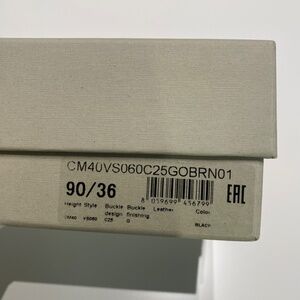 CM40VS060C25GOBRN01
90/36
8 059699 456799
EAC
Height Style Buckle Buckle Leather Color
design finishing
CM40 VS060 C25 G BLACK